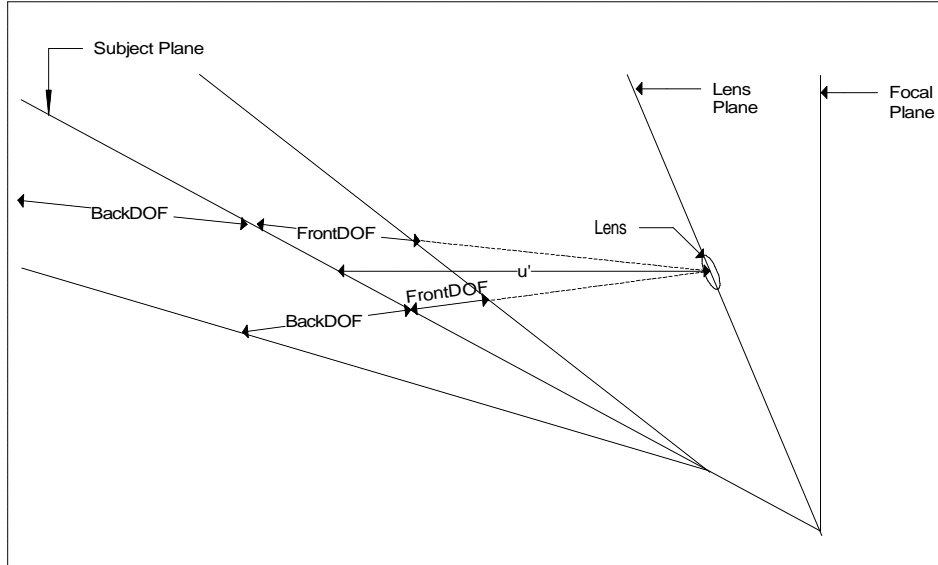 Subject Plane
Lens
Plane
Focal
Plane
BackDOF
FrontDOF
Lens
u'
FrontDOF
BackDOF